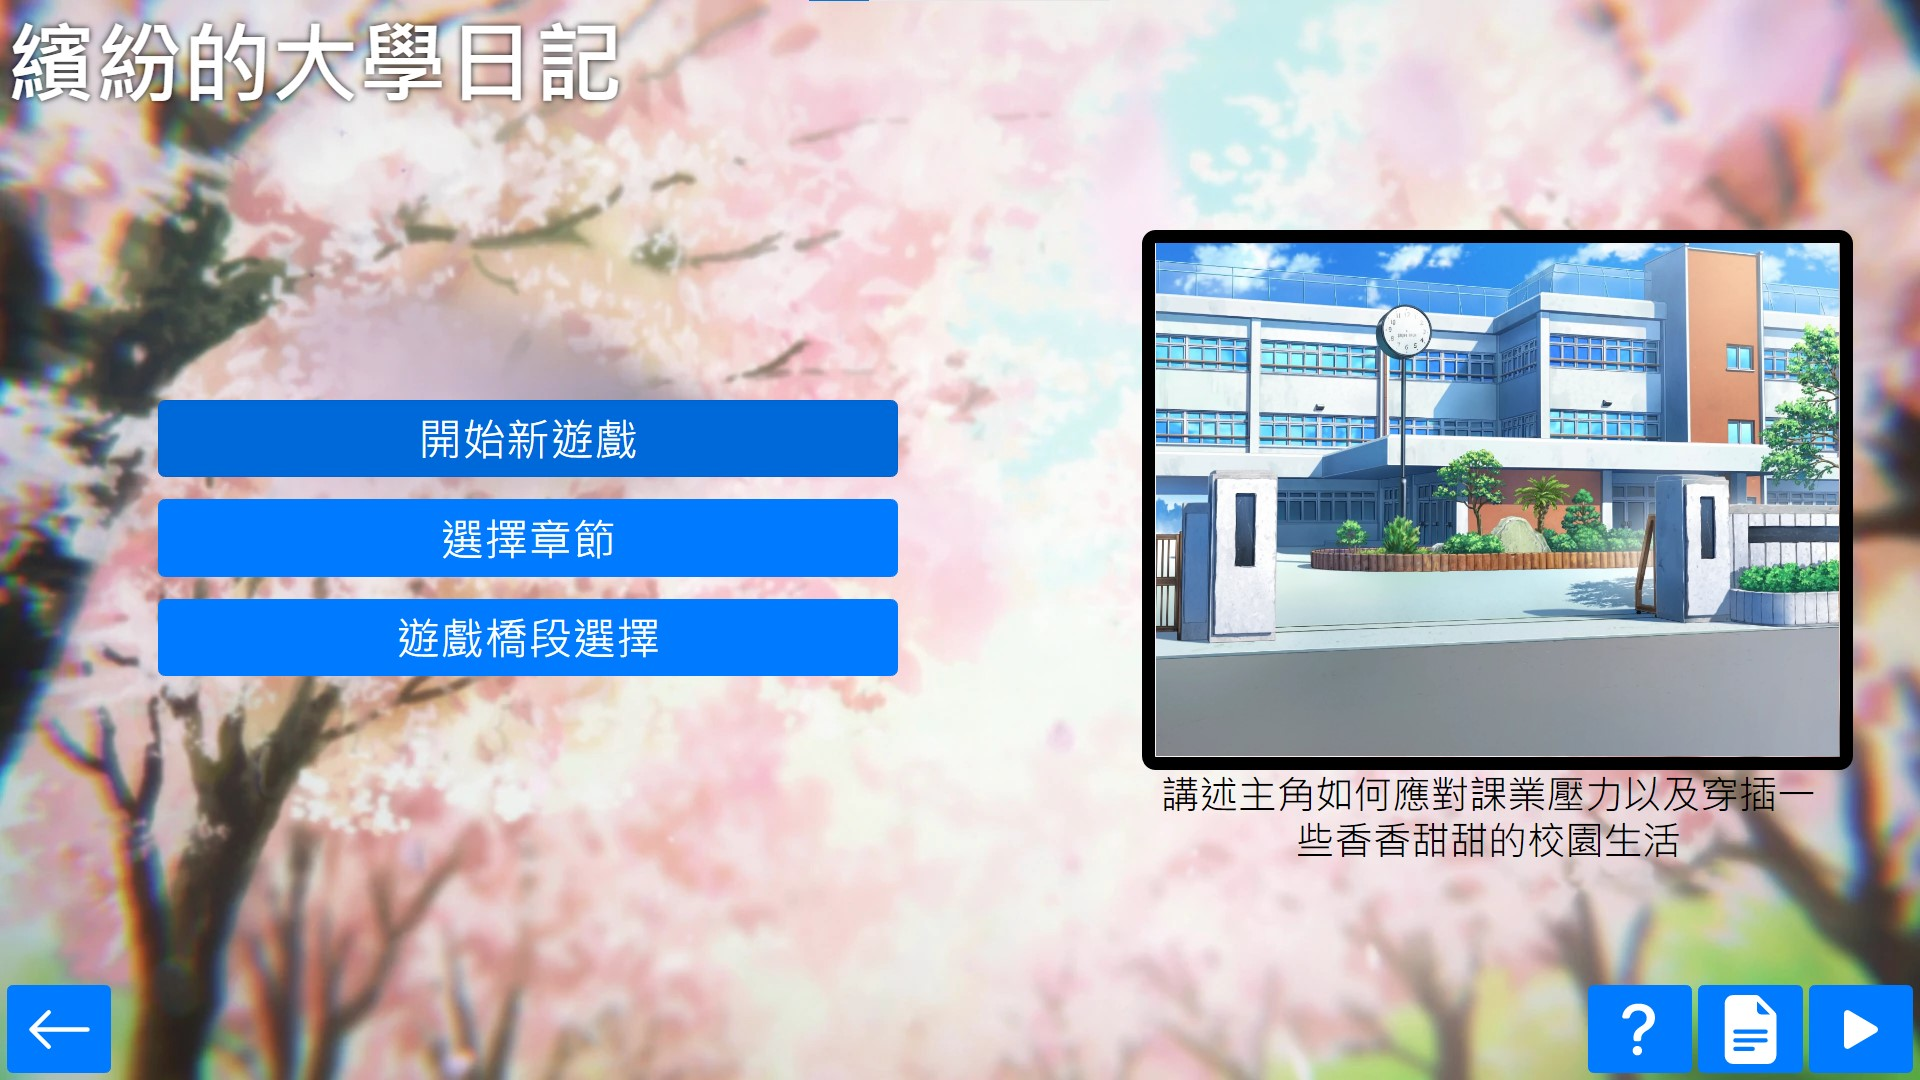 繽紛的大學日記
開始新遊戲
選擇章節
遊戲橋段選擇
講述主角如何應對課業壓力以及穿插一
些香香甜甜的校園生活
?